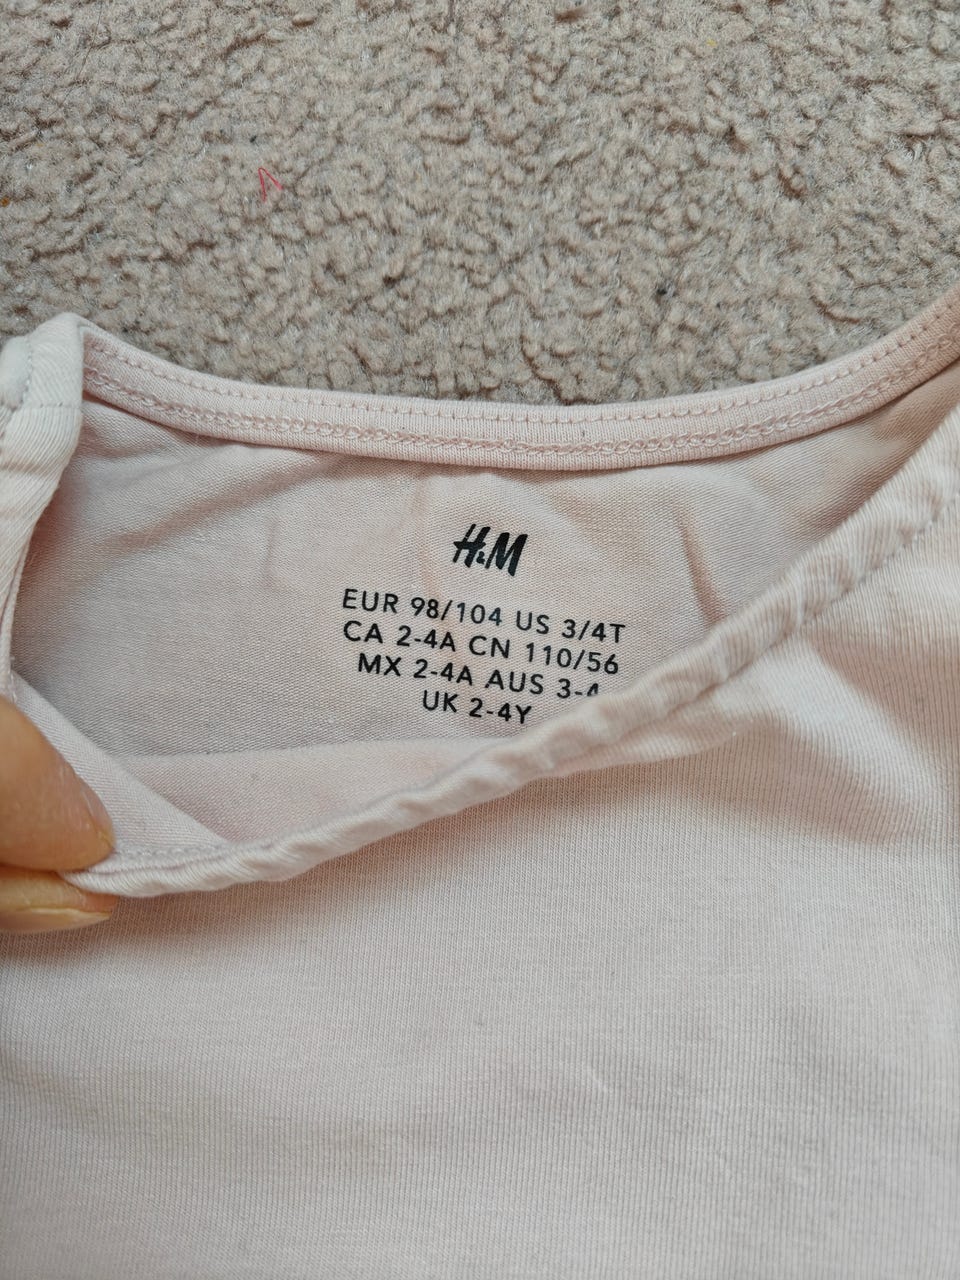 H&M
EUR 98/104 US 3/4T
CA 2-4A CN 110/56
MX 2-4A AUS 3-4
UK 2-4Y